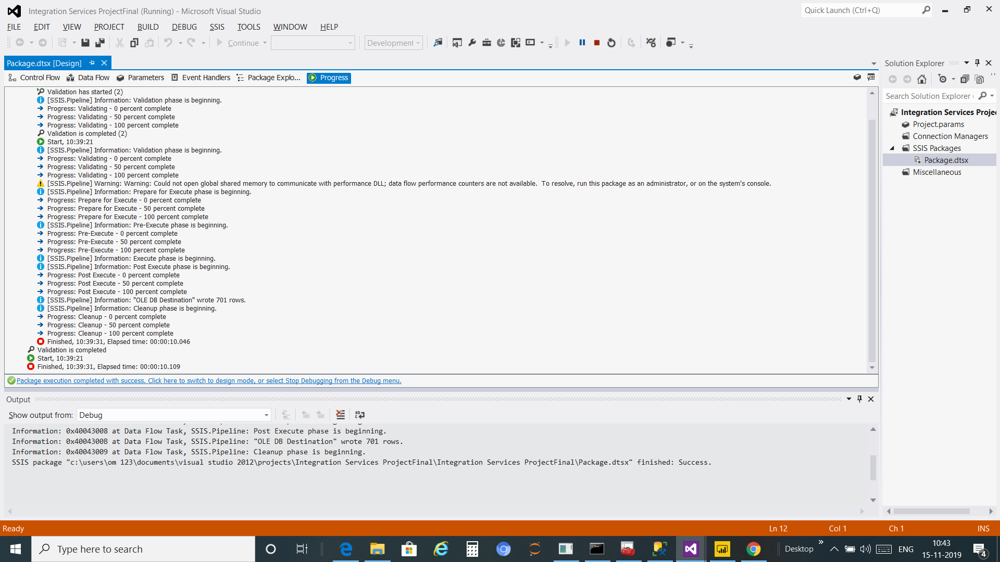 Integration Services ProjectFinal (Running) - Microsoft Visual Studio
Quick Launch (Ctrl+Q)
FILE EDIT VIEW PROJECT BUILD DEBUG SSIS TOOLS WINDOW HELP
Continue
Development
Package.dtsx [Design]
Control Flow Data Flow Parameters Event Handlers Package Explo... Progress
Validation has started (2)
[SSIS.Pipeline] Information: Validation phase is beginning.
Progress: Validating - 0 percent complete
Progress: Validating - 50 percent complete
Progress: Validating - 100 percent complete
Validation is completed (2)
Start, 10:39:21
[SSIS.Pipeline] Information: Validation phase is beginning.
Progress: Validating - 0 percent complete
Progress: Validating - 50 percent complete
Progress: Validating - 100 percent complete
[SSIS.Pipeline] Warning: Warning: Could not open global shared memory to communicate with performance DLL; data flow performance counters are not available.  To resolve, run this package as an administrator, or on the system's console.
[SSIS.Pipeline] Information: Prepare for Execute phase is beginning.
Progress: Prepare for Execute - 0 percent complete
Progress: Prepare for Execute - 50 percent complete
Progress: Prepare for Execute - 100 percent complete
[SSIS.Pipeline] Information: Pre-Execute phase is beginning.
Progress: Pre-Execute - 0 percent complete
Progress: Pre-Execute - 50 percent complete
Progress: Pre-Execute - 100 percent complete
[SSIS.Pipeline] Information: Execute phase is beginning.
[SSIS.Pipeline] Information: Post Execute phase is beginning.
Progress: Post Execute - 0 percent complete
Progress: Post Execute - 50 percent complete
Progress: Post Execute - 100 percent complete
[SSIS.Pipeline] Information: "OLE DB Destination" wrote 701 rows.
[SSIS.Pipeline] Information: Cleanup phase is beginning.
Progress: Cleanup - 0 percent complete
Progress: Cleanup - 50 percent complete
Progress: Cleanup - 100 percent complete
Finished, 10:39:31, Elapsed time: 00:00:10.046
Validation is completed
Start, 10:39:21
Finished, 10:39:31, Elapsed time: 00:00:10.109
Package execution completed with success. Click here to switch to design mode, or select Stop Debugging from the Debug menu.
Solution Explorer
Search Solution Explorer (
Integration Services Projec
Project.params
Connection Managers
SSIS Packages
Package.dtsx
Miscellaneous
Output
Show output from: Debug
Information: 0x40043008 at Data Flow Task, SSIS.Pipeline: Post Execute phase is beginning.
Information: 0x4004300B at Data Flow Task, SSIS.Pipeline: "OLE DB Destination" wrote 701 rows.
Information: 0x40043009 at Data Flow Task, SSIS.Pipeline: Cleanup phase is beginning.
SSIS package "c:\users\om 123\documents\visual studio 2012\projects\Integration Services ProjectFinal\Integration Services ProjectFinal\Package.dtsx" finished: Success.
Ready Ln 12 Col 1 Ch 1 INS
Type here to search
Desktop
ENG
10:43
15-11-2019
4